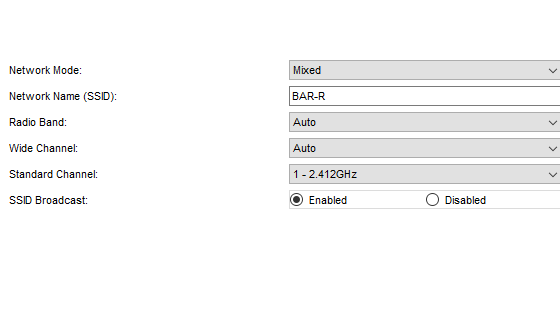 Network Mode: Mixed
Network Name (SSID): BAR-R
Radio Band: Auto
Wide Channel: Auto
Standard Channel: 1 - 2.412GHz
SSID Broadcast: Enabled Disabled